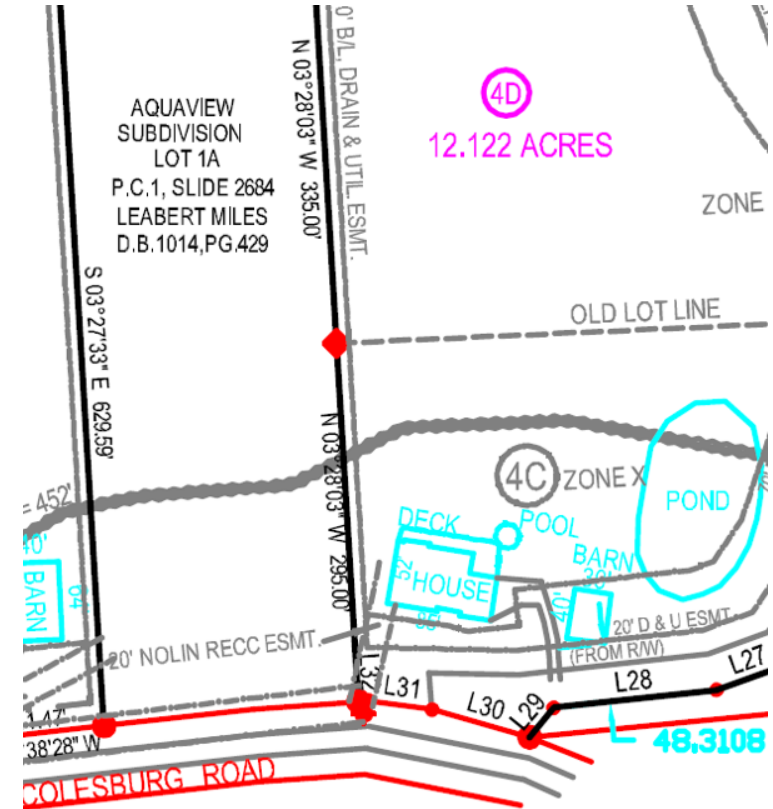 0' B/L, DRAIN & UTIL. ESMT.
4D
12.122 ACRES
AQUAVIEW
SUBDIVISION
LOT 1A
P.C.1, SLIDE 2684
LEABERT MILES
D.B.1014,PG.429
N 03°28'03" W 335.00'
ZONE
S 03°27'33" E 629.59'
OLD LOT LINE
N 03°28'03" W 295.00'
4C
ZONE X
POND
= 452'
DECK
POOL
BARN
36'
52'
HOUSE
40'
40'
BARN
64'
20' D & U ESMT.
(FROM R/W)
20' NOLIN RECC ESMT.
L32
L31
L30
L29
L28
L27
1.47'
38'28" W
48.3108
COLESBURG ROAD